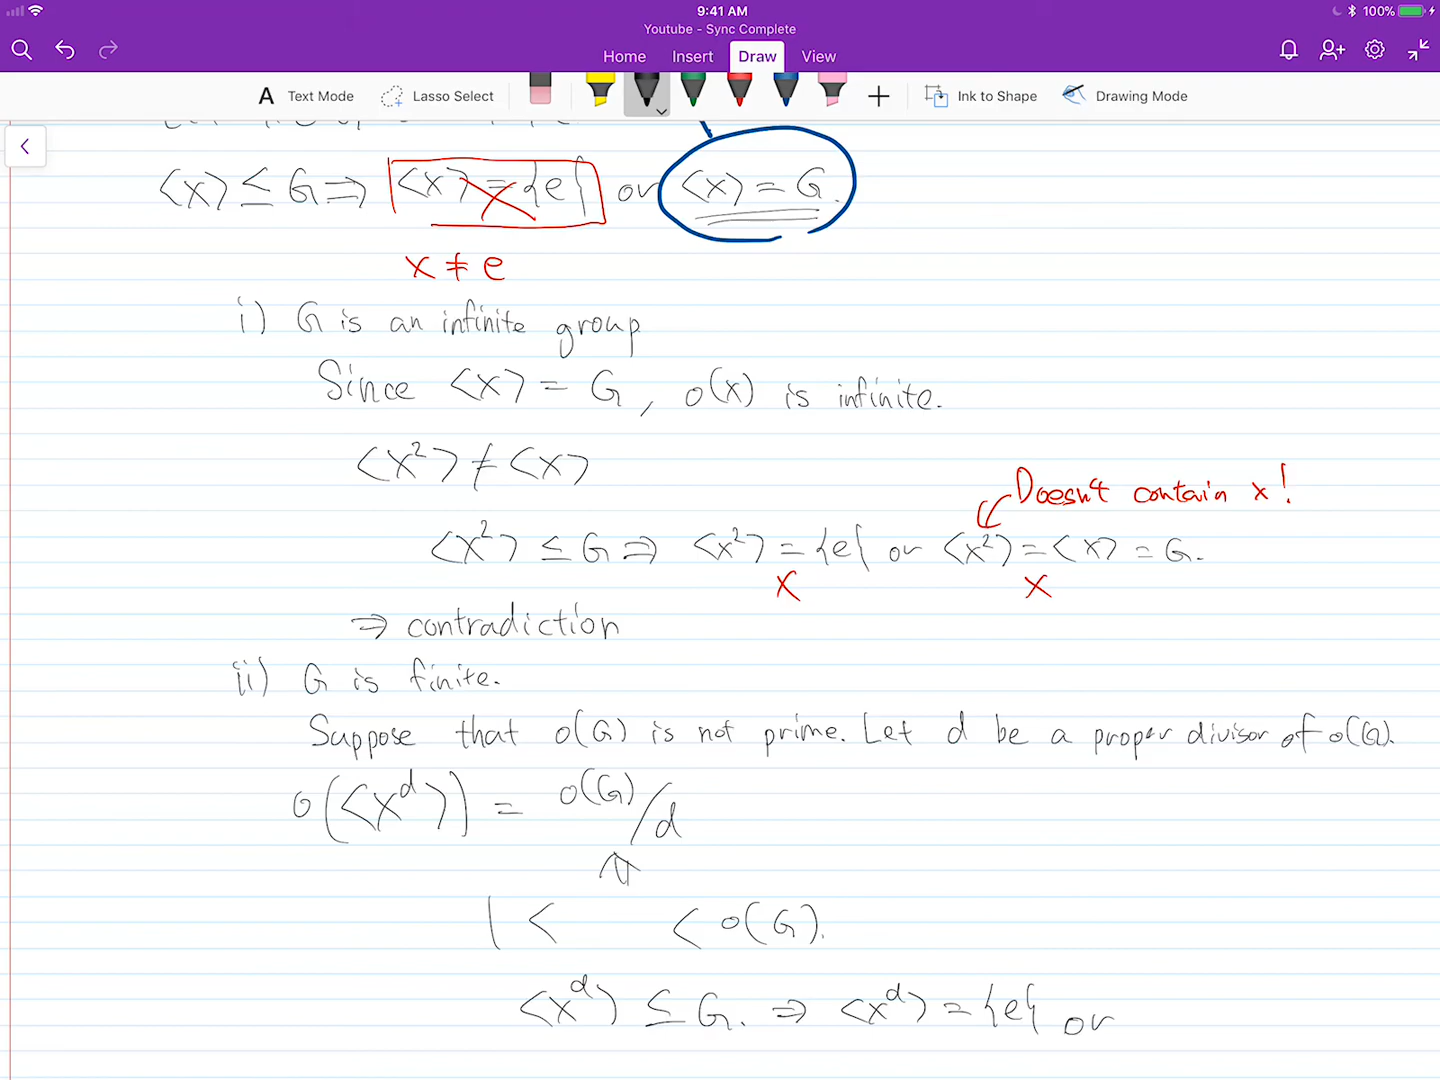 9:41 AM
100%
Youtube - Sync Complete
Home Insert Draw View
A Text Mode Lasso Select Ink to Shape Drawing Mode
<x> ≤ G ⇒ <x> = {e} or <x> = G.
x ≠ e
i) G is an infinite group
Since <x> = G, o(x) is infinite.
<x²> ≠ <x>
Doesn't contain x!
<x²> ≤ G ⇒ <x²> = {e} or <x²> = <x> = G.
X X
⇒ contradiction
ii) G is finite.
Suppose that o(G) is not prime. Let d be a proper divisor of o(G).
o(<x^d>) = o(G)/d
1 < < o(G).
<x^d> ≤ G. ⇒ <x^d> = {e} or